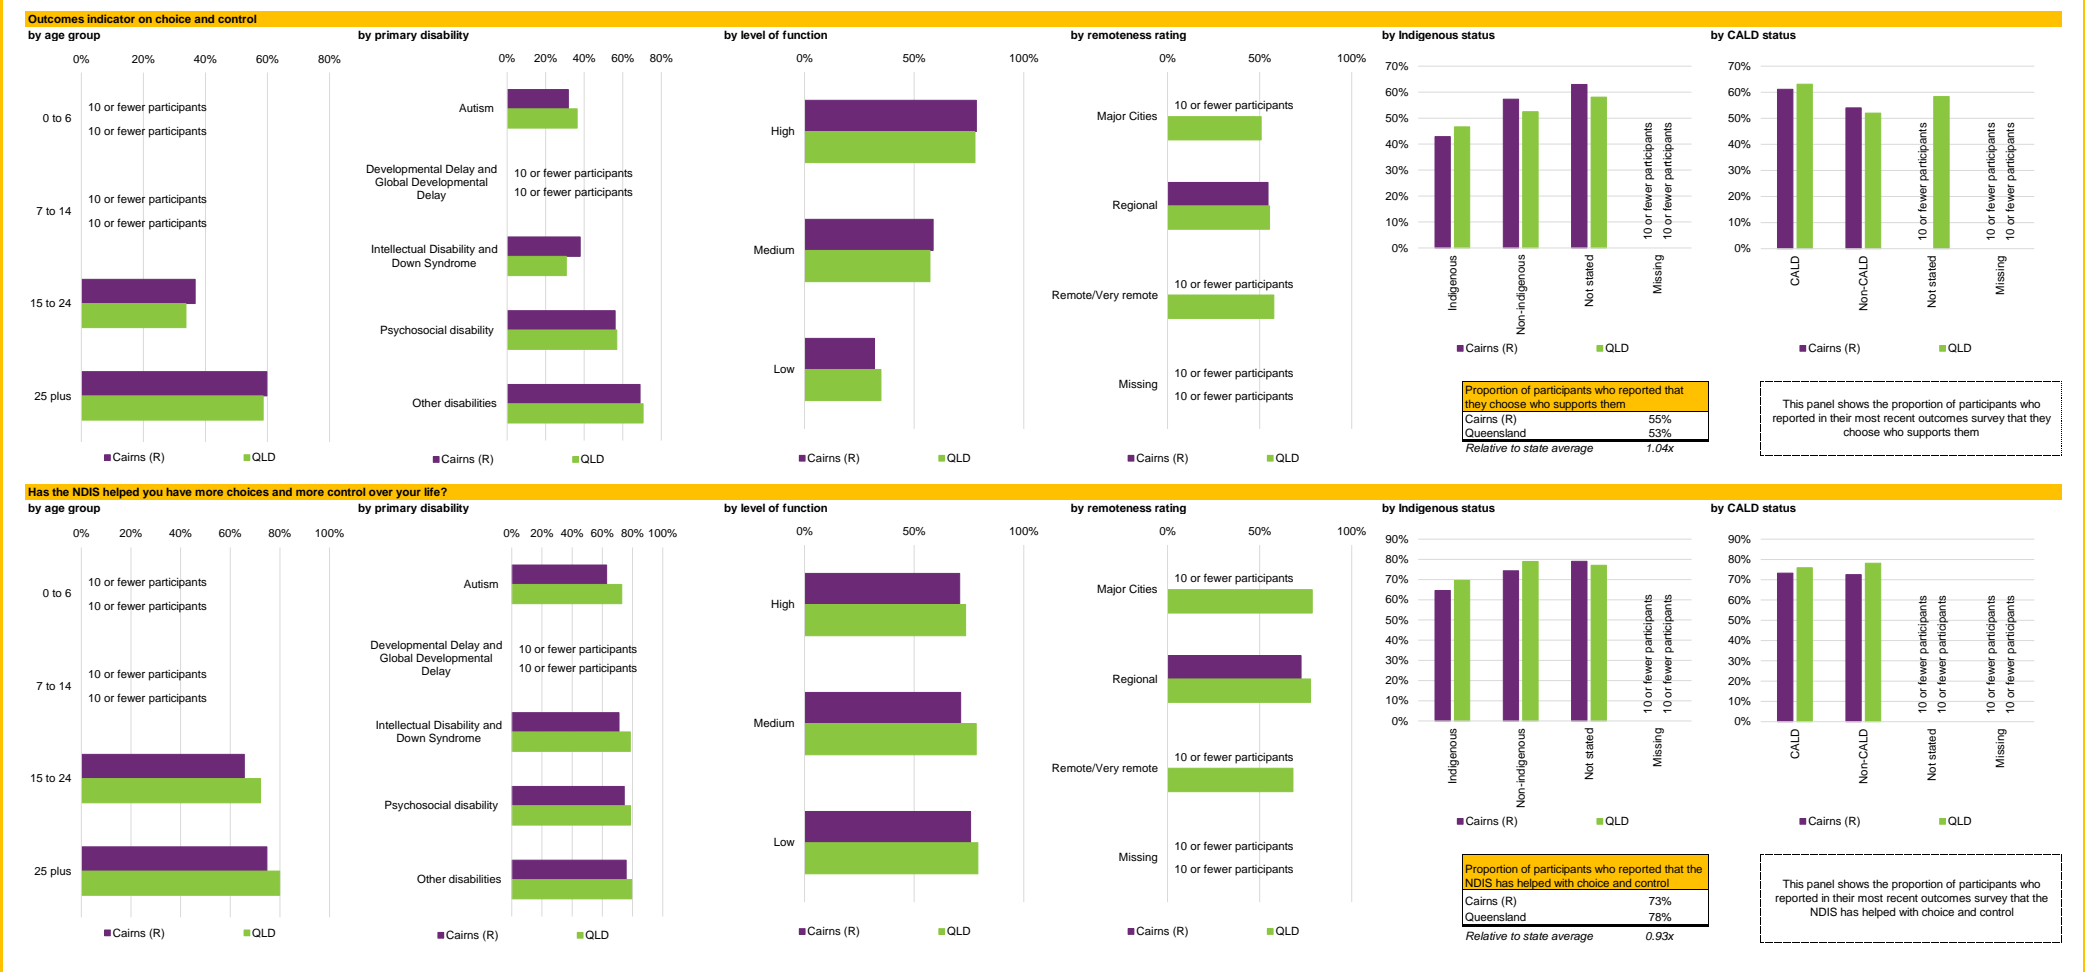 Outcomes indicator on choice and control
by age group
0% 20% 40% 60% 80%
0 to 6
10 or fewer participants
10 or fewer participants
7 to 14
10 or fewer participants
10 or fewer participants
15 to 24
25 plus
Cairns (R) QLD
by primary disability
0% 20% 40% 60% 80%
Autism
Developmental Delay and
Global Developmental
Delay
10 or fewer participants
10 or fewer participants
Intellectual Disability and
Down Syndrome
Psychosocial disability
Other disabilities
Cairns (R) QLD
by level of function
0% 50% 100%
High
Medium
Low
Cairns (R) QLD
by remoteness rating
0% 50% 100%
Major Cities
10 or fewer participants
Regional
Remote/Very remote
10 or fewer participants
Missing
10 or fewer participants
10 or fewer participants
Cairns (R) QLD
by Indigenous status
70%
60%
50%
40%
30%
20%
10%
0%
10 or fewer participants
10 or fewer participants
Indigenous
Non-indigenous
Not stated
Missing
Cairns (R) QLD
Proportion of participants who reported that
they choose who supports them
Cairns (R) 55%
Queensland 53%
Relative to state average 1.04x
by CALD status
70%
60%
50%
40%
30%
20%
10%
0%
10 or fewer participants
10 or fewer participants
10 or fewer participants
CALD
Non-CALD
Not stated
Missing
Cairns (R) QLD
This panel shows the proportion of participants who
reported in their most recent outcomes survey that they
choose who supports them
Has the NDIS helped you have more choices and more control over your life?
by age group
0% 20% 40% 60% 80% 100%
0 to 6
10 or fewer participants
10 or fewer participants
7 to 14
10 or fewer participants
10 or fewer participants
15 to 24
25 plus
Cairns (R) QLD
by primary disability
0% 20% 40% 60% 80% 100%
Autism
Developmental Delay and
Global Developmental
Delay
10 or fewer participants
10 or fewer participants
Intellectual Disability and
Down Syndrome
Psychosocial disability
Other disabilities
Cairns (R) QLD
by level of function
0% 50% 100%
High
Medium
Low
Cairns (R) QLD
by remoteness rating
0% 50% 100%
Major Cities
10 or fewer participants
Regional
Remote/Very remote
10 or fewer participants
Missing
10 or fewer participants
10 or fewer participants
Cairns (R) QLD
by Indigenous status
90%
80%
70%
60%
50%
40%
30%
20%
10%
0%
10 or fewer participants
10 or fewer participants
Indigenous
Non-indigenous
Not stated
Missing
Cairns (R) QLD
Proportion of participants who reported that the
NDIS has helped with choice and control
Cairns (R) 73%
Queensland 78%
Relative to state average 0.93x
by CALD status
90%
80%
70%
60%
50%
40%
30%
20%
10%
0%
10 or fewer participants
10 or fewer participants
10 or fewer participants
10 or fewer participants
CALD
Non-CALD
Not stated
Missing
Cairns (R) QLD
This panel shows the proportion of participants who
reported in their most recent outcomes survey that the
NDIS has helped with choice and control